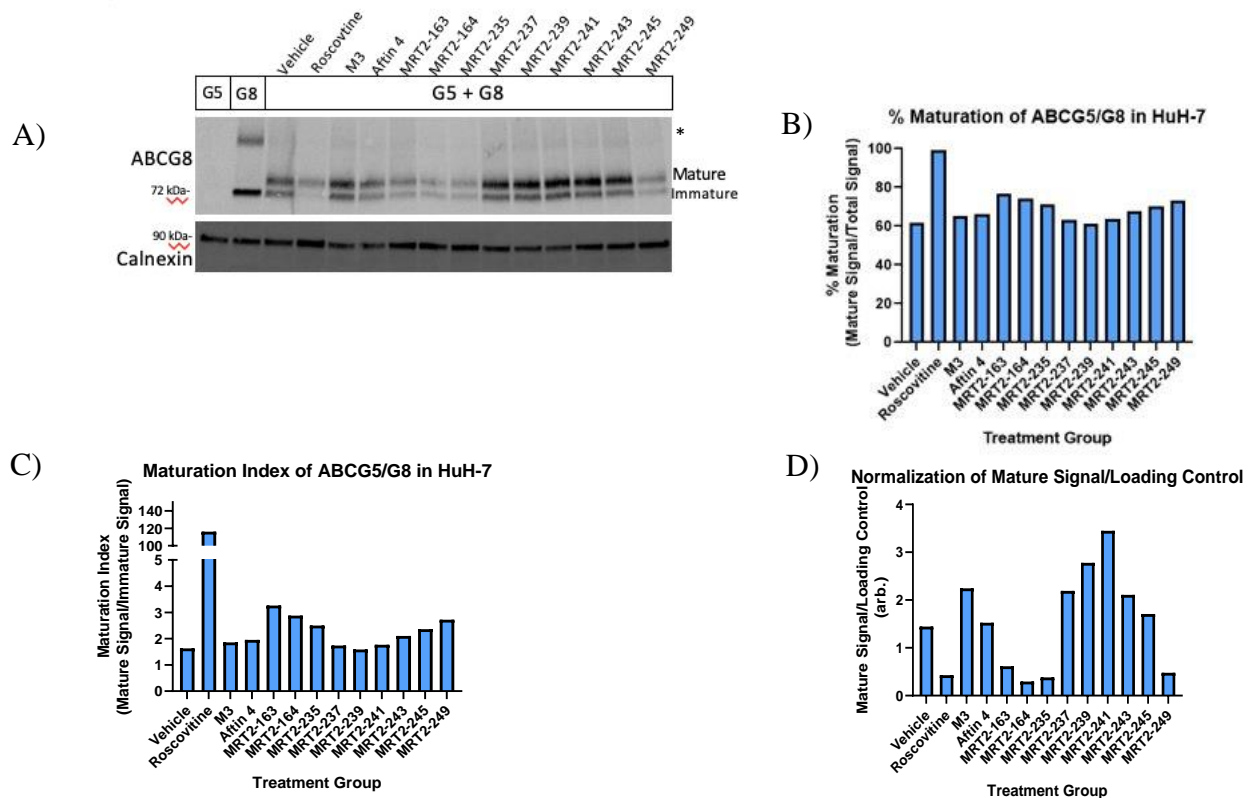 A)
Vehicle
Roscovtine
M3
Aftin 4
MRT2-163
MRT2-164
MRT2-235
MRT2-237
MRT2-239
MRT2-241
MRT2-243
MRT2-245
MRT2-249
G5 G8 G5 + G8
*
ABCG8
Mature
72 kDa-
Immature
90 kDa-
Calnexin
B)
% Maturation of ABCG5/G8 in HuH-7
% Maturation
(Mature Signal/Total Signal)
100
80
60
40
20
0
Vehicle
Roscovitine
M3
Aftin 4
MRT2-163
MRT2-164
MRT2-235
MRT2-237
MRT2-239
MRT2-241
MRT2-243
MRT2-245
MRT2-249
Treatment Group
C)
Maturation Index of ABCG5/G8 in HuH-7
Maturation Index
(Mature Signal/Immature Signal)
140
120
100
5
4
3
2
1
0
Vehicle
Roscovitine
M3
Aftin 4
MRT2-163
MRT2-164
MRT2-235
MRT2-237
MRT2-239
MRT2-241
MRT2-243
MRT2-245
MRT2-249
Treatment Group
D)
Normalization of Mature Signal/Loading Control
Mature Signal/Loading Control
(arb.)
4
3
2
1
0
Vehicle
Roscovitine
M3
Aftin 4
MRT2-163
MRT2-164
MRT2-235
MRT2-237
MRT2-239
MRT2-241
MRT2-243
MRT2-245
MRT2-249
Treatment Group